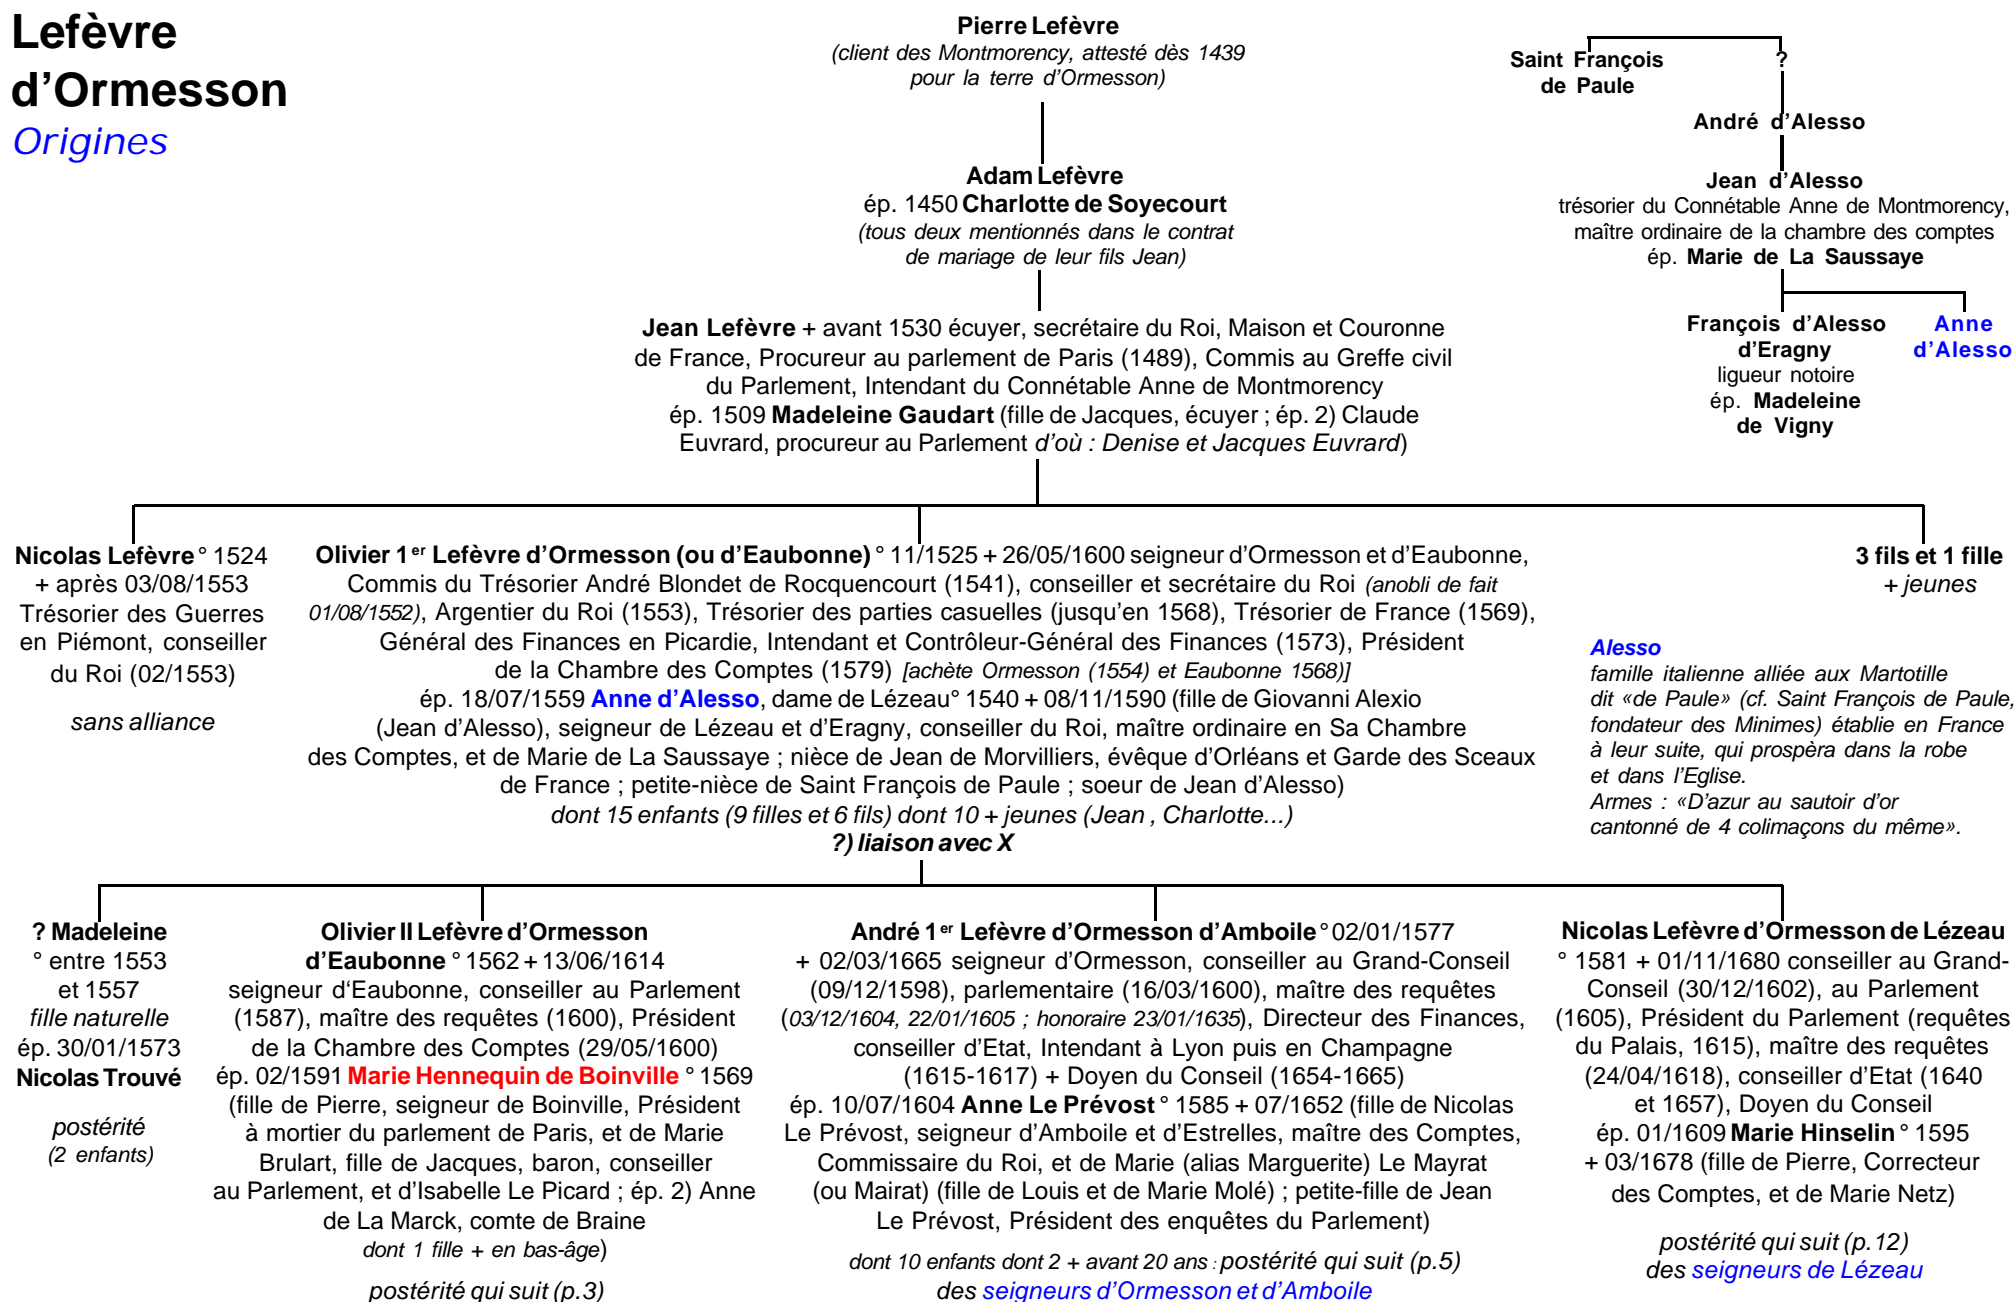 Lefèvre
d’Ormesson
Origines
Pierre Lefèvre
(client des Montmorency, attesté dès 1439
pour la terre d’Ormesson)
Adam Lefèvre
ép. 1450 Charlotte de Soyecourt
(tous deux mentionnés dans le contrat
de mariage de leur fils Jean)
Jean Lefèvre + avant 1530 écuyer, secrétaire du Roi, Maison et Couronne
de France, Procureur au parlement de Paris (1489), Commis au Greffe civil
du Parlement, Intendant du Connétable Anne de Montmorency
ép. 1509 Madeleine Gaudart (fille de Jacques, écuyer ; ép. 2) Claude
Euvrard, procureur au Parlement d’où : Denise et Jacques Euvrard)
Saint François
de Paule
?
André d’Alesso
Jean d’Alesso
trésorier du Connétable Anne de Montmorency,
maître ordinaire de la chambre des comptes
ép. Marie de La Saussaye
François d’Alesso
d’Eragny
ligueur notoire
ép. Madeleine
de Vigny
Anne
d’Alesso
Nicolas Lefèvre ° 1524
+ après 03/08/1553
Trésorier des Guerres
en Piémont, conseiller
du Roi (02/1553)
sans alliance
Olivier 1er Lefèvre d’Ormesson (ou d’Eaubonne) ° 11/1525 + 26/05/1600 seigneur d’Ormesson et d’Eaubonne,
Commis du Trésorier André Blondet de Rocquencourt (1541), conseiller et secrétaire du Roi (anobli de fait
01/08/1552), Argentier du Roi (1553), Trésorier des parties casuelles (jusqu’en 1568), Trésorier de France (1569),
Général des Finances en Picardie, Intendant et Contrôleur-Général des Finances (1573), Président
de la Chambre des Comptes (1579) [achète Ormesson (1554) et Eaubonne 1568)]
ép. 18/07/1559 Anne d’Alesso, dame de Lézeau° 1540 + 08/11/1590 (fille de Giovanni Alexio
(Jean d’Alesso), seigneur de Lézeau et d’Eragny, conseiller du Roi, maître ordinaire en Sa Chambre
des Comptes, et de Marie de La Saussaye ; nièce de Jean de Morvilliers, évêque d’Orléans et Garde des Sceaux
de France ; petite-nièce de Saint François de Paule ; soeur de Jean d’Alesso)
dont 15 enfants (9 filles et 6 fils) dont 10 + jeunes (Jean , Charlotte...)
?) liaison avec X
3 fils et 1 fille
+ jeunes
Alesso
famille italienne alliée aux Martotille
dit «de Paule» (cf. Saint François de Paule,
fondateur des Minimes) établie en France
à leur suite, qui prospèra dans la robe
et dans l’Eglise.
Armes : «D’azur au sautoir d’or
cantonné de 4 colimaçons du même».
? Madeleine
° entre 1553
et 1557
fille naturelle
ép. 30/01/1573
Nicolas Trouvé
postérité
(2 enfants)
Olivier II Lefèvre d’Ormesson
d’Eaubonne ° 1562 + 13/06/1614
seigneur d‘Eaubonne, conseiller au Parlement
(1587), maître des requêtes (1600), Président
de la Chambre des Comptes (29/05/1600)
ép. 02/1591 Marie Hennequin de Boinville ° 1569
(fille de Pierre, seigneur de Boinville, Président
à mortier du parlement de Paris, et de Marie
Brulart, fille de Jacques, baron, conseiller
au Parlement, et d’Isabelle Le Picard ; ép. 2) Anne
de La Marck, comte de Braine
dont 1 fille + en bas-âge)
postérité qui suit (p.3)
André 1er Lefèvre d’Ormesson d’Amboile ° 02/01/1577
+ 02/03/1665 seigneur d’Ormesson, conseiller au Grand-Conseil
(09/12/1598), parlementaire (16/03/1600), maître des requêtes
(03/12/1604, 22/01/1605 ; honoraire 23/01/1635), Directeur des Finances,
conseiller d’Etat, Intendant à Lyon puis en Champagne
(1615-1617) + Doyen du Conseil (1654-1665)
ép. 10/07/1604 Anne Le Prévost ° 1585 + 07/1652 (fille de Nicolas
Le Prévost, seigneur d’Amboile et d’Estrelles, maître des Comptes,
Commissaire du Roi, et de Marie (alias Marguerite) Le Mayrat
(ou Mairat) (fille de Louis et de Marie Molé) ; petite-fille de Jean
Le Prévost, Président des enquêtes du Parlement)
dont 10 enfants dont 2 + avant 20 ans : postérité qui suit (p.5)
des seigneurs d’Ormesson et d’Amboile
Nicolas Lefèvre d’Ormesson de Lézeau
° 1581 + 01/11/1680 conseiller au Grand-
Conseil (30/12/1602), au Parlement
(1605), Président du Parlement (requêtes
du Palais, 1615), maître des requêtes
(24/04/1618), conseiller d’Etat (1640
et 1657), Doyen du Conseil
ép. 01/1609 Marie Hinselin ° 1595
+ 03/1678 (fille de Pierre, Correcteur
des Comptes, et de Marie Netz)
postérité qui suit (p.12)
des seigneurs de Lézeau